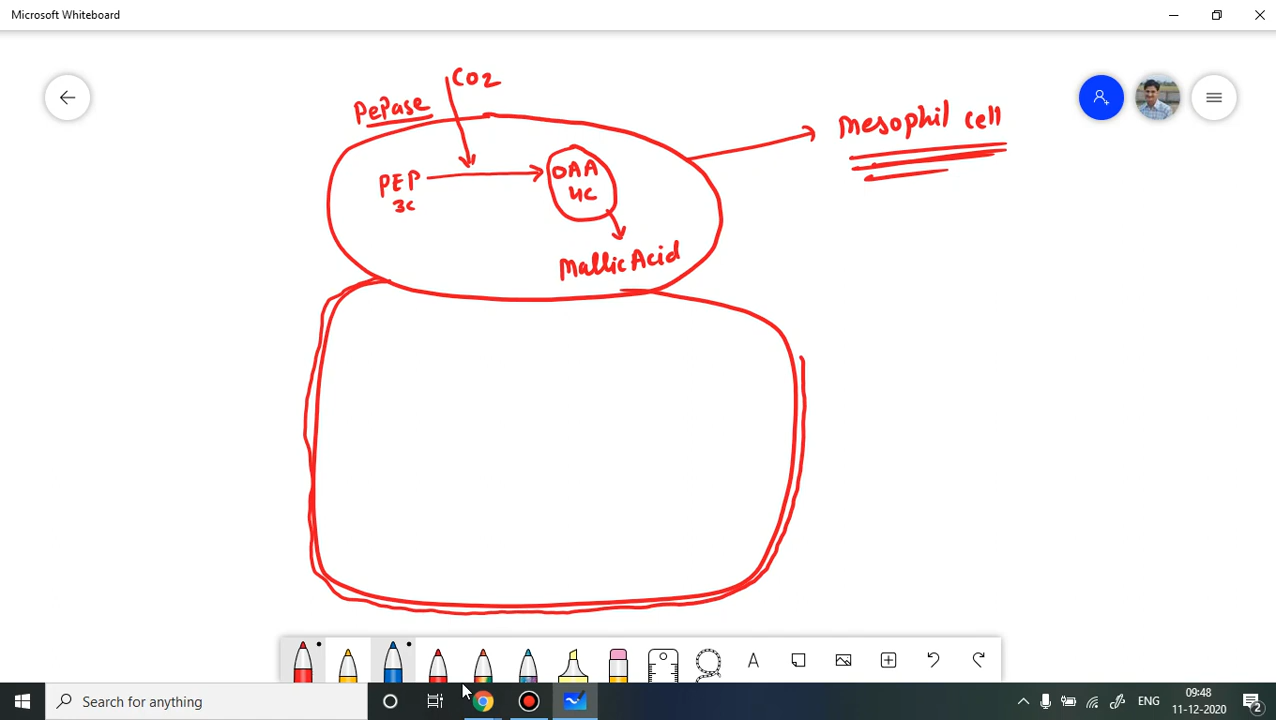 Microsoft Whiteboard
CO2
PePase
Mesophil cell
PEP
3C
OAA
4C
Mallic Acid
A
Search for anything
ENG
09:48
11-12-2020
2